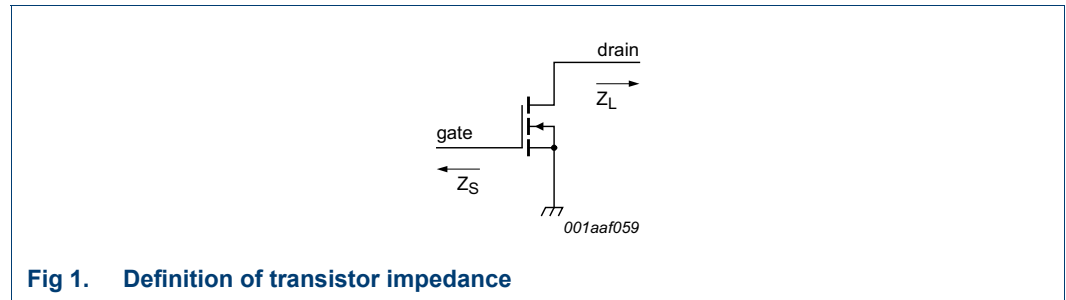 drain
Z_L
gate
Z_S
001aaf059
Fig 1. Definition of transistor impedance